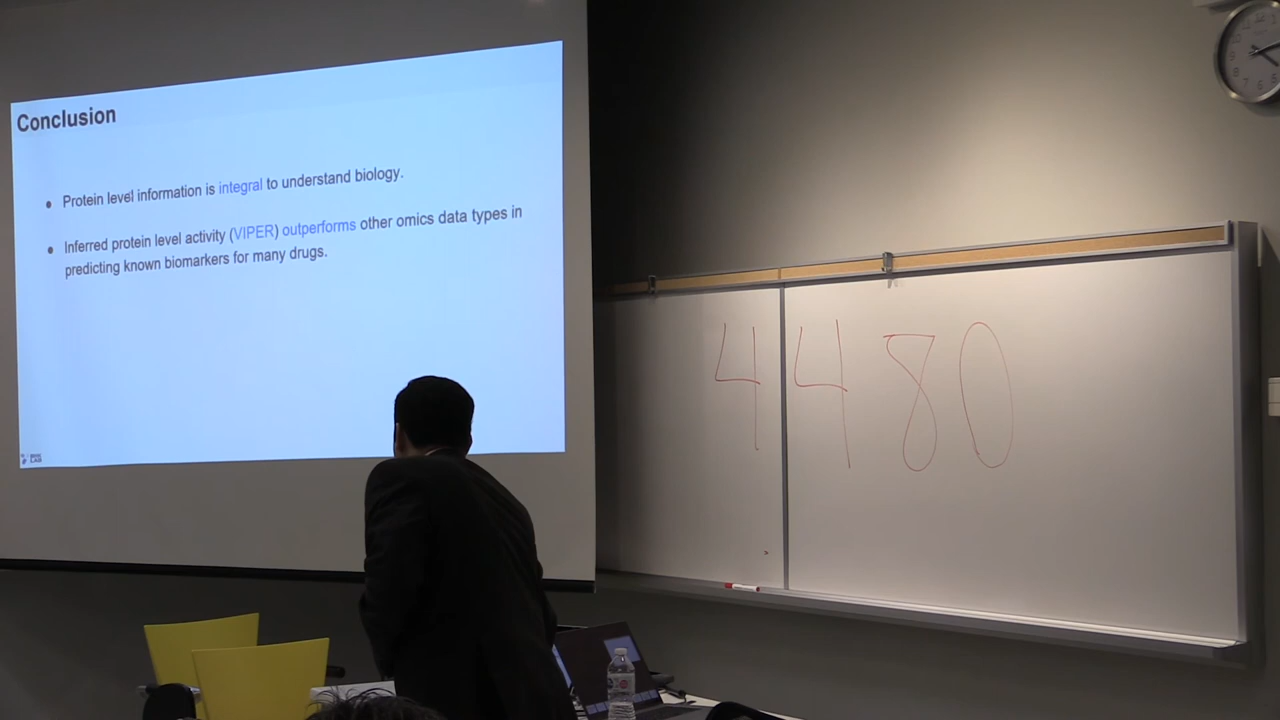 Conclusion
● Protein level information is integral to understand biology.
● Inferred protein level activity (VIPER) outperforms other omics data types in
predicting known biomarkers for many drugs.
4480